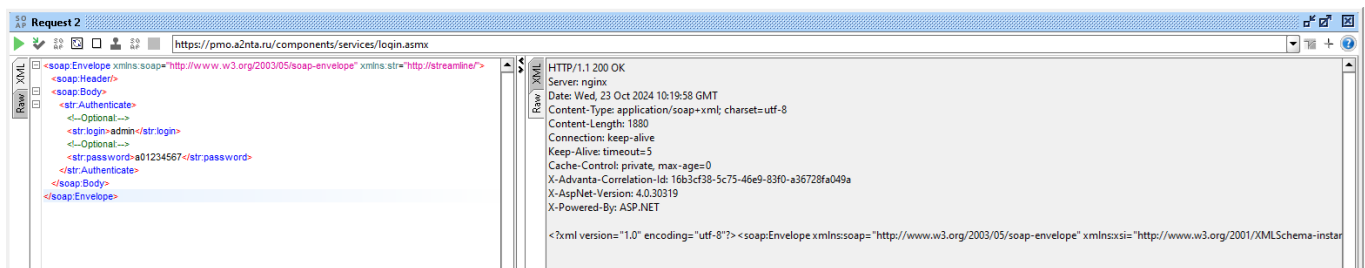 SOAP Request 2
SOAP SOAP https://pmo.a2nta.ru/components/services/login.asmx
XML
Raw
<soap:Envelope xmlns:soap="http://www.w3.org/2003/05/soap-envelope" xmlns:str="http://streamline/">
<soap:Header/>
<soap:Body>
<str:Authenticate>
<!--Optional:-->
<str:login>admin</str:login>
<!--Optional:-->
<str:password>a01234567</str:password>
</str:Authenticate>
</soap:Body>
</soap:Envelope>
XML
Raw
HTTP/1.1 200 OK
Server: nginx
Date: Wed, 23 Oct 2024 10:19:58 GMT
Content-Type: application/soap+xml; charset=utf-8
Content-Length: 1880
Connection: keep-alive
Keep-Alive: timeout=5
Cache-Control: private, max-age=0
X-Advanta-Correlation-Id: 16b3cf38-5c75-46e9-83f0-a36728fa049a
X-AspNet-Version: 4.0.30319
X-Powered-By: ASP.NET
<?xml version="1.0" encoding="utf-8"?><soap:Envelope xmlns:soap="http://www.w3.org/2003/05/soap-envelope" xmlns:xsi="http://www.w3.org/2001/XMLSchema-instar